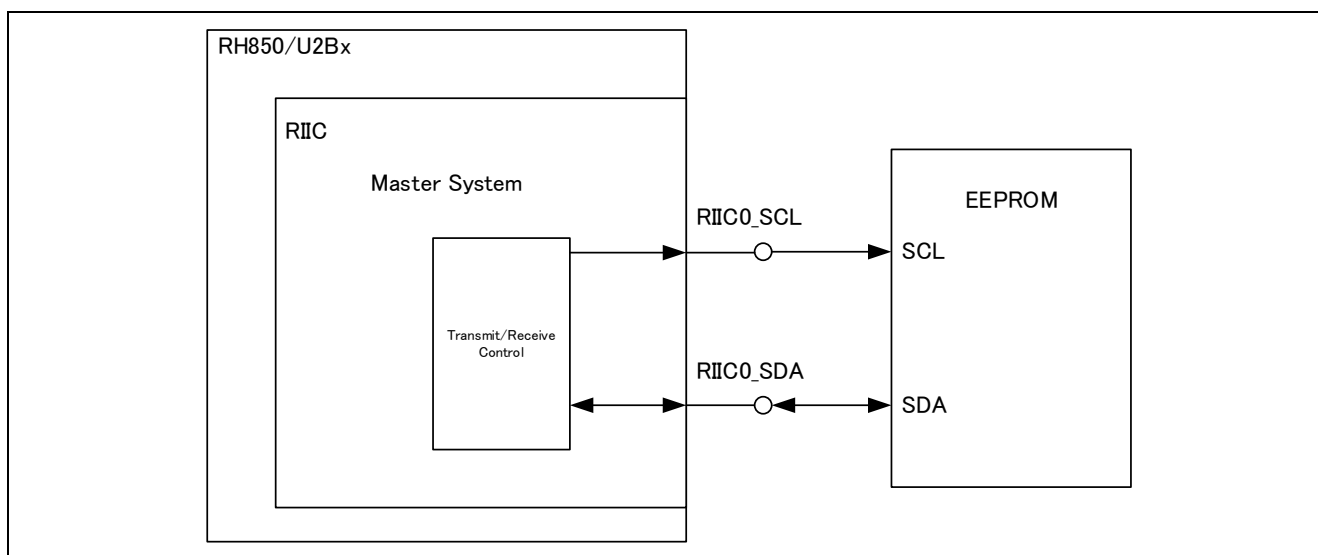 RH850/U2Bx
RIIC
Master System
Transmit/Receive
Control
RIIC0_SCL
RIIC0_SDA
EEPROM
SCL
SDA